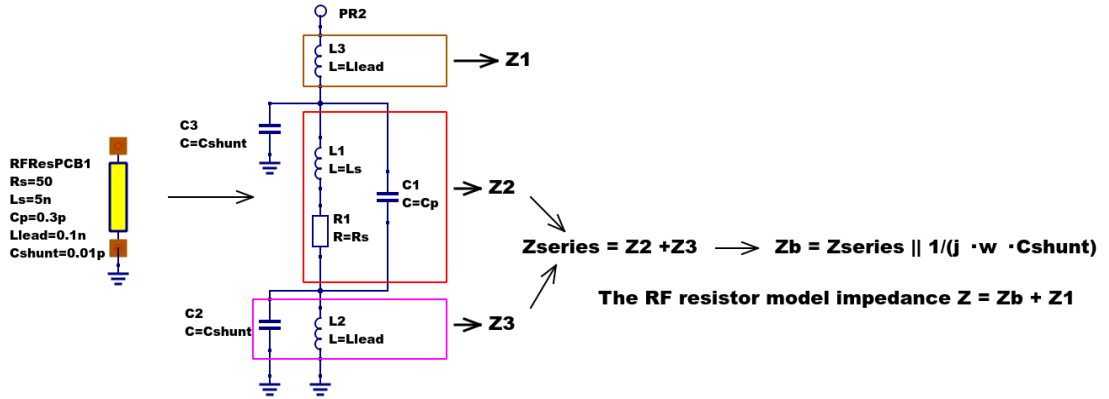 PR2
L3
L=Llead
Z1
C3
C=Cshunt
RFResPCB1
Rs=50
Ls=5n
Cp=0.3p
Llead=0.1n
Cshunt=0.01p
L1
L=Ls
R1
R=Rs
C1
C=Cp
Z2
Zseries = Z2 +Z3
Zb = Zseries || 1/(j ·w ·Cshunt)
The RF resistor model impedance Z = Zb + Z1
C2
C=Cshunt
L2
L=Llead
Z3